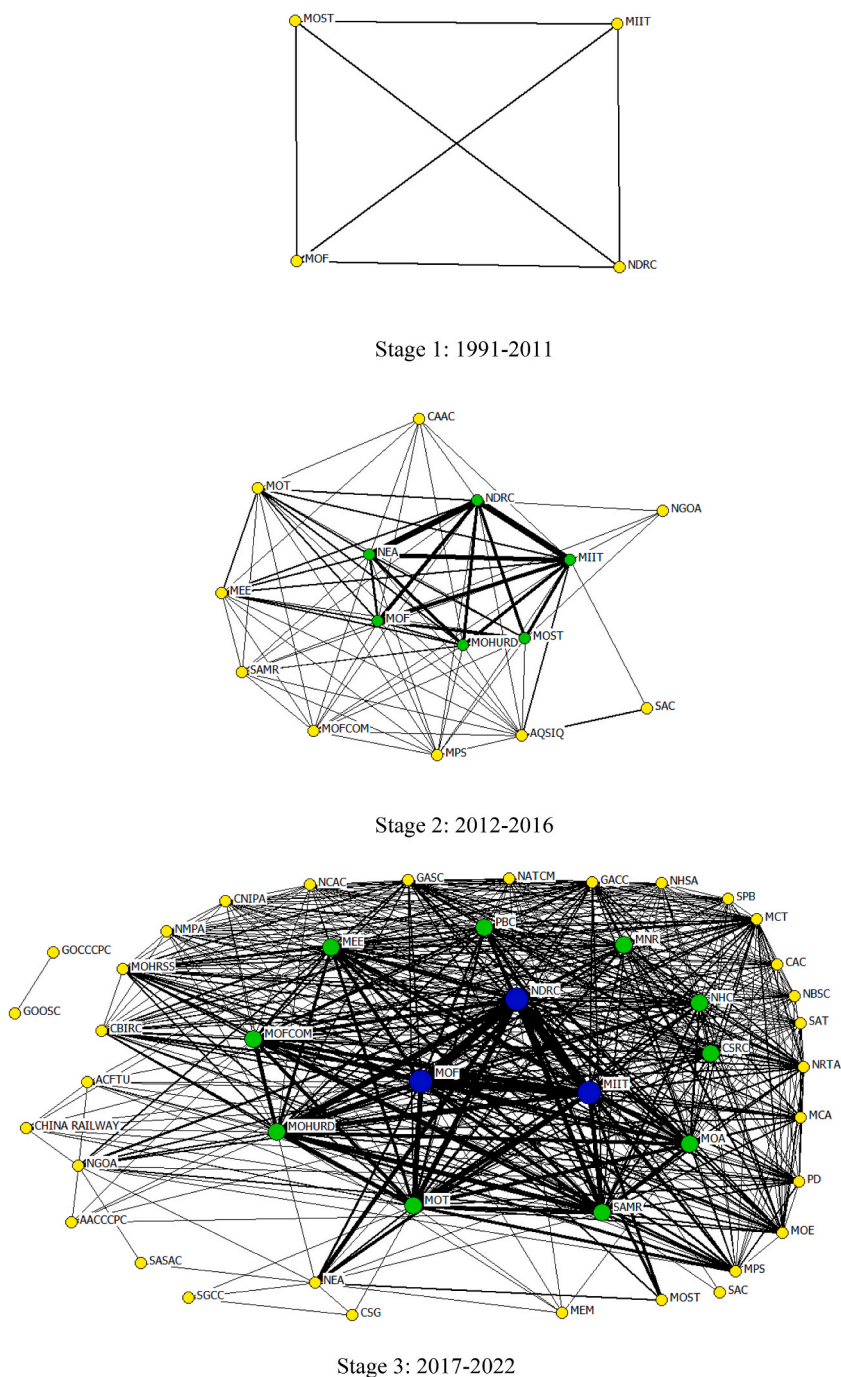 MOST
MIIT
MOF
NDRC
Stage 1: 1991-2011
CAAC
MOT
NDRC
NGOA
NEA
MIIT
MEE
MOF
MOST
MOHURD
SAMR
SAC
MOFCOM
AQSIQ
MPS
Stage 2: 2012-2016
NCAC
GASC
NATCM
GACC
NHSA
CNIPA
SPB
NMPA
PBC
MCT
MEE
MNR
GOCCCPC
MOHRSS
CAC
NDRC
NHC
NBSC
GOOSC
CBIRC
MOFCOM
SAT
CSRC
NRTA
ACFTU
MOF
MIIT
CHINA RAILWAY
MOHURD
MCA
MOA
NGOA
PD
AACCCPC
MOT
SAMR
MOE
SASAC
MPS
NEA
SGCC
MOST
SAC
CSG
MEM
Stage 3: 2017-2022